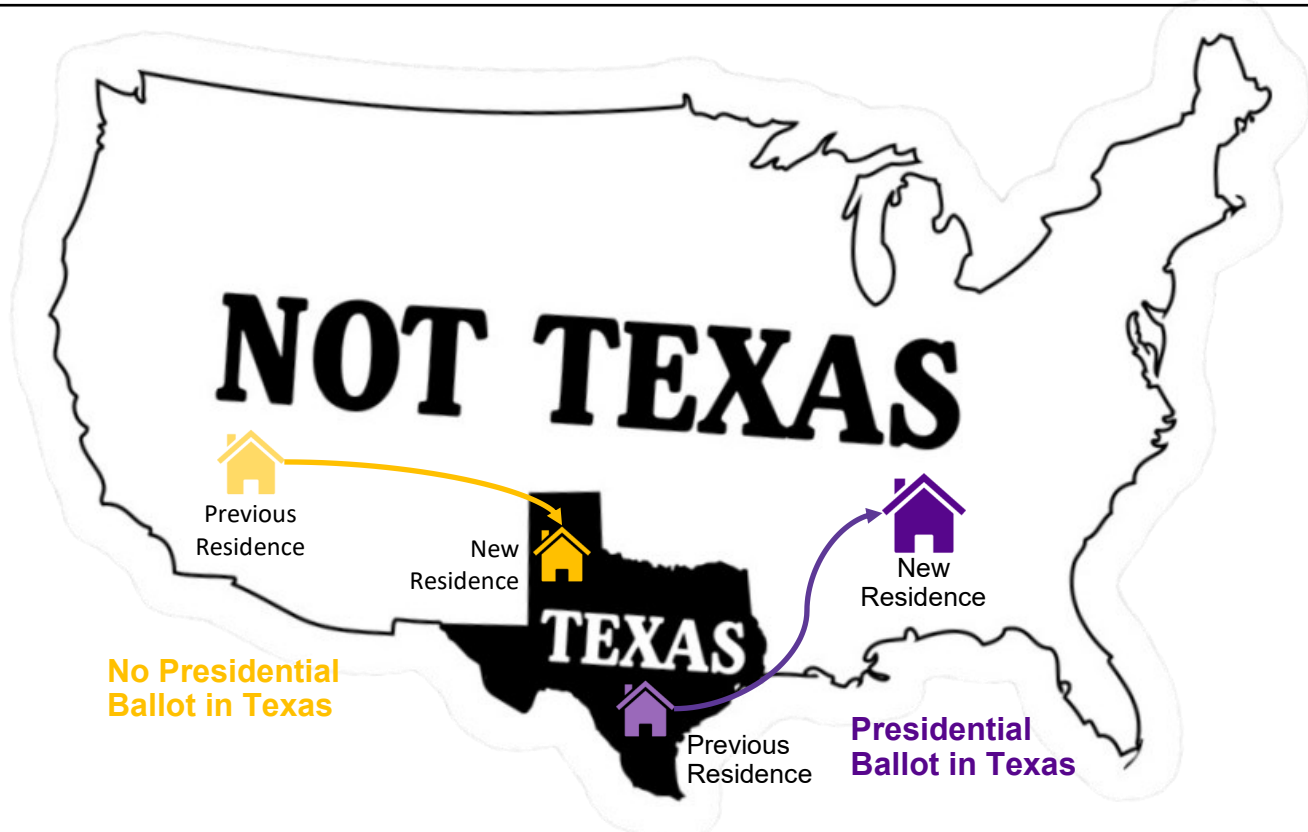 NOT TEXAS
Previous
Residence
New
Residence
New
Residence
TEXAS
No Presidential
Ballot in Texas
Previous
Residence
Presidential
Ballot in Texas